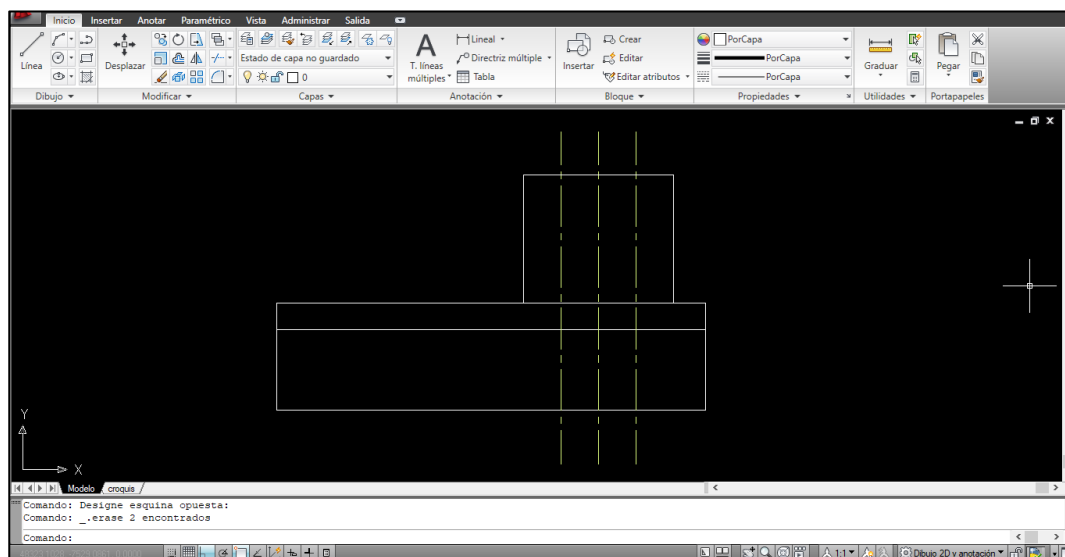 Inicio Insertar Anotar Paramétrico Vista Administrar Salida
Línea
Desplazar
Estado de capa no guardado
0
A
T. líneas
múltiples
Lineal
Directriz múltiple
Tabla
Insertar
Crear
Editar
Editar atributos
PorCapa
PorCapa
PorCapa
Graduar
Pegar
Dibujo Modificar Capas Anotación Bloque Propiedades Utilidades Portapapeles
Y
X
Modelo croquis
Comando: Designe esquina opuesta:
Comando: _.erase 2 encontrados
Comando:
1:1 Dibujo 2D y anotación